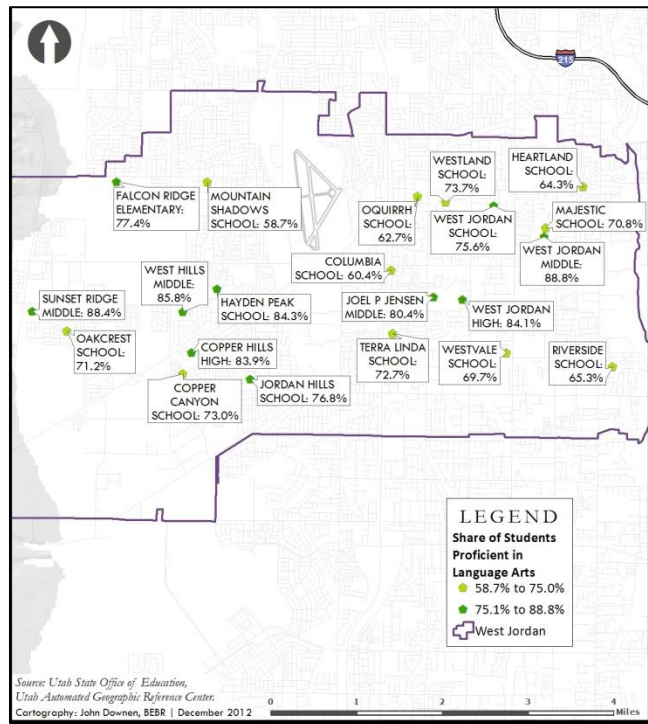 215
WESTLAND
SCHOOL:
73.7%
HEARTLAND
SCHOOL:
64.3%
FALCON RIDGE
ELEMENTARY:
77.4%
MOUNTAIN
SHADOWS
SCHOOL: 58.7%
OQUIRRH
SCHOOL:
62.7%
WEST JORDAN
SCHOOL:
75.6%
MAJESTIC
SCHOOL: 70.8%
WEST JORDAN
MIDDLE:
88.8%
COLUMBIA
SCHOOL: 60.4%
WEST HILLS
MIDDLE:
85.8%
HAYDEN PEAK
SCHOOL: 84.3%
JOEL P JENSEN
MIDDLE: 80.4%
WEST JORDAN
HIGH: 84.1%
SUNSET RIDGE
MIDDLE: 88.4%
OAKCREST
SCHOOL:
71.2%
COPPER HILLS
HIGH: 83.9%
TERRA LINDA
SCHOOL:
72.7%
WESTVALE
SCHOOL:
69.7%
RIVERSIDE
SCHOOL:
65.3%
COPPER
CANYON
SCHOOL: 73.0%
JORDAN HILLS
SCHOOL: 76.8%
LEGEND
Share of Students
Proficient in
Language Arts
58.7% to 75.0%
75.1% to 88.8%
West Jordan
Source: Utah State Office of Education,
Utah Automated Geographic Reference Center.
Cartography: John Downen, BEBR | December 2012
0 1 2 3 4
Miles